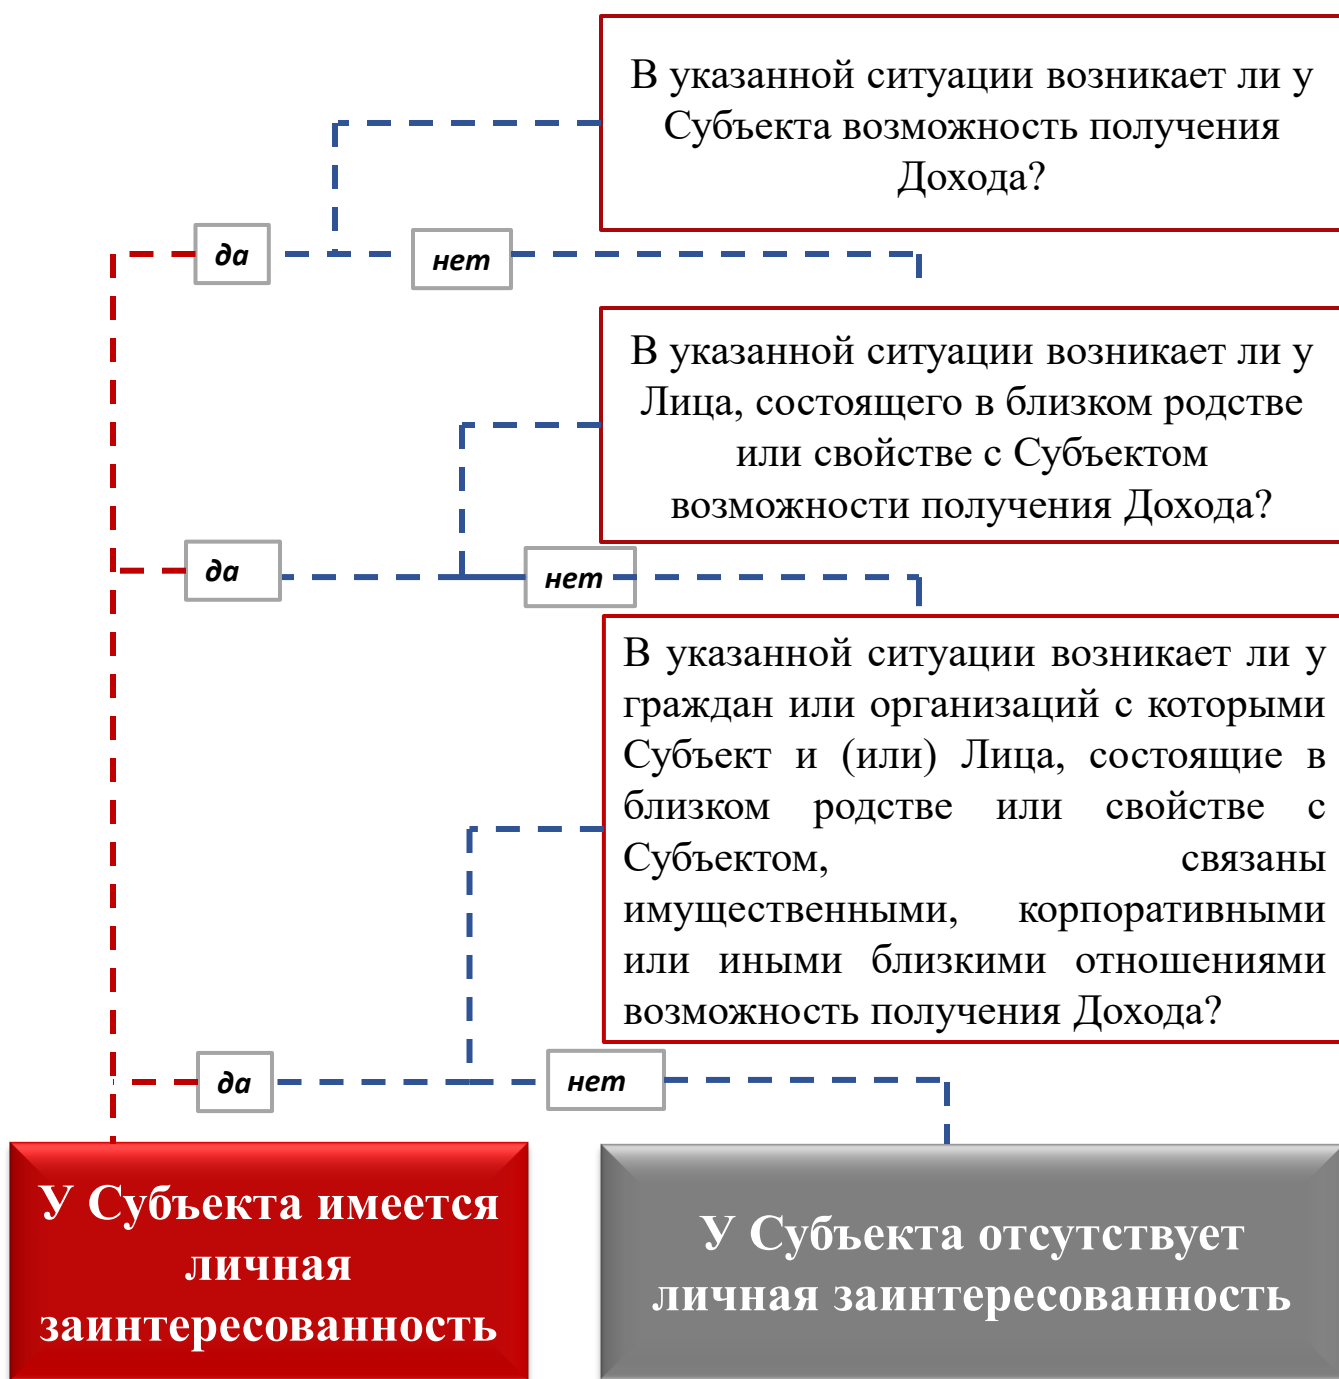 В указанной ситуации возникает ли у
Субъекта возможность получения
Дохода?
да
нет
В указанной ситуации возникает ли у
Лица, состоящего в близком родстве
или свойстве с Субъектом
возможности получения Дохода?
да
нет
В указанной ситуации возникает ли у
граждан или организаций с которыми
Субъект и (или) Лица, состоящие в
близком родстве или свойстве с
Субъектом, связаны
имущественными, корпоративными
или иными близкими отношениями
возможность получения Дохода?
да
нет
У Субъекта имеется
личная
заинтересованность
У Субъекта отсутствует
личная заинтересованность